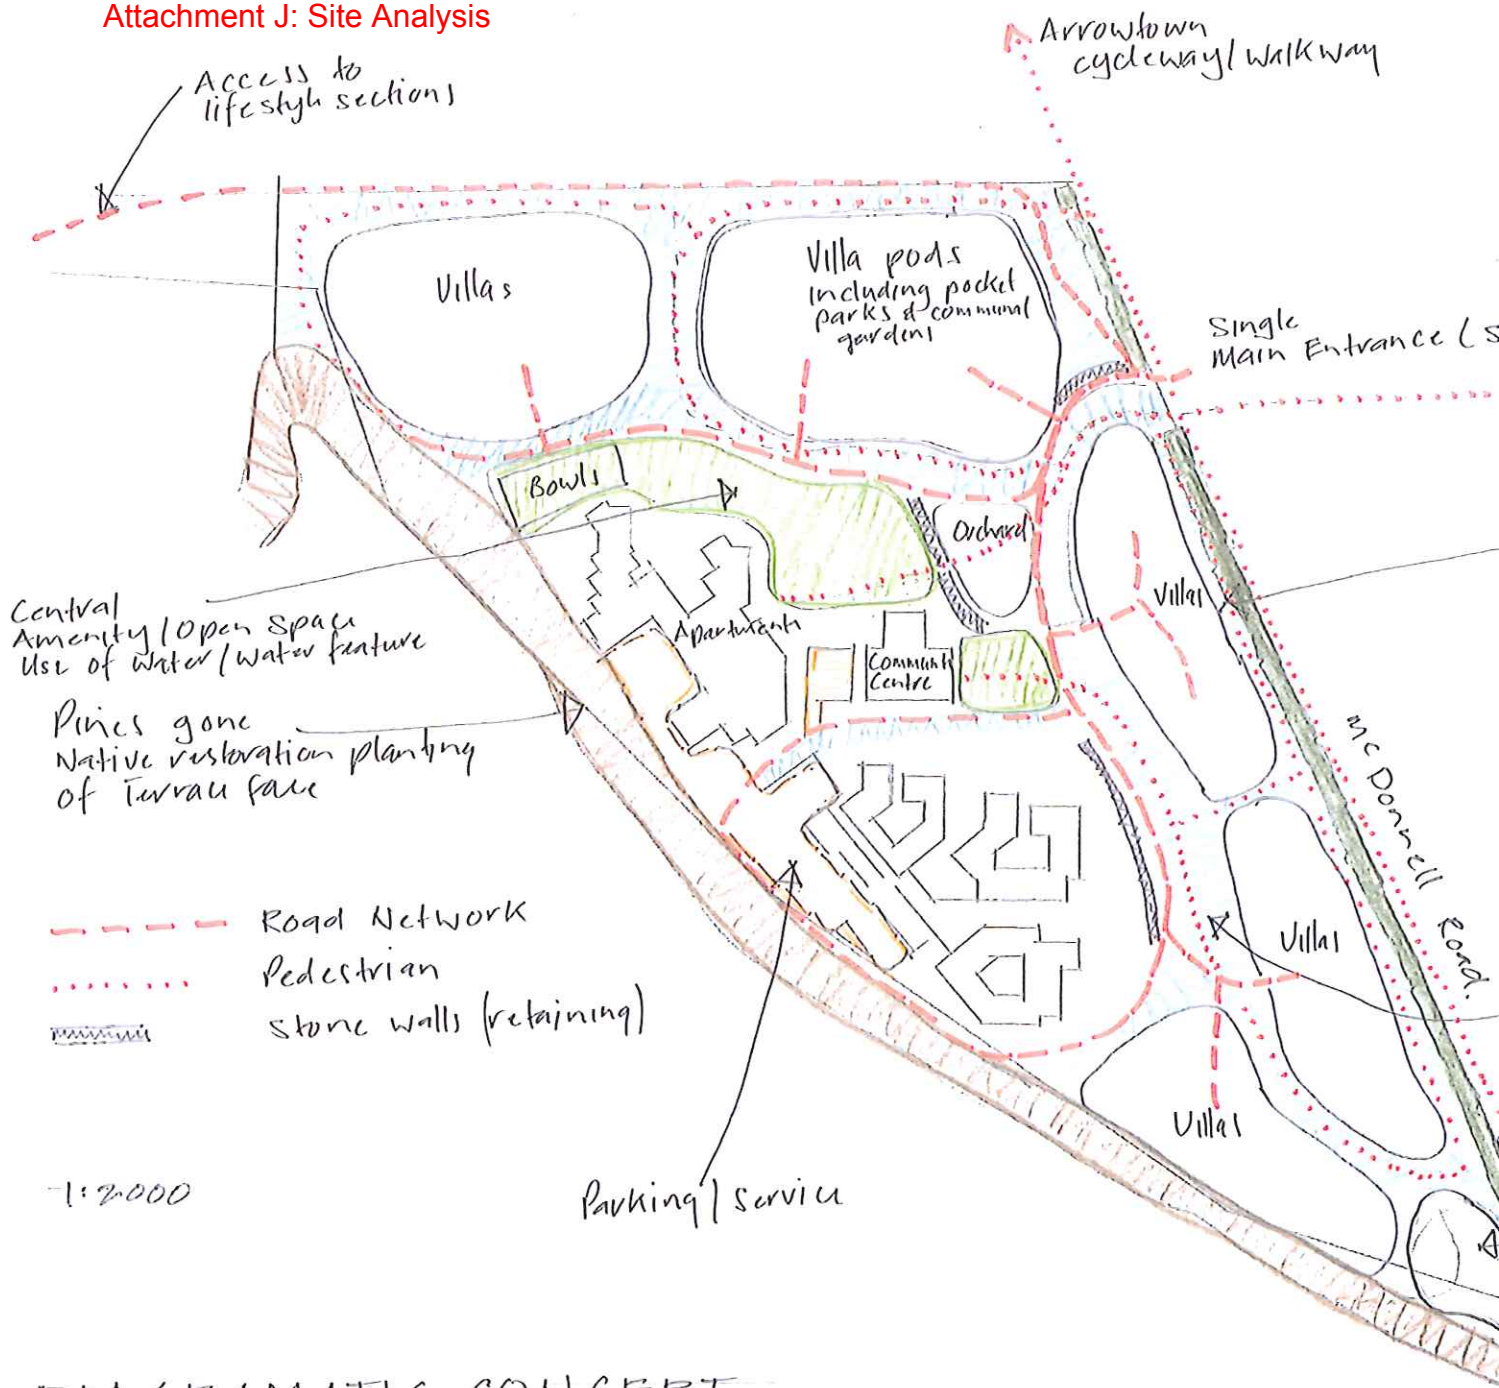 Attachment J: Site Analysis
Access to
lifestyle sections
Arrowtown
cycleway/walkway
Villas
Villa pods
Including pocket
parks & communal
gardens
Single
Main Entrance (S
Bowls
Orchard
Central
Amenity/Open Space
Use of Water/Water feature
Apartments
Communit
Centre
Villas
Pines gone
Native restoration planting
of Terrace face
McDonnell Road.
Road Network
Pedestrian
Stone walls (retaining)
Villas
Villas
1:2000
Parking/service
DIAGRAMMATIC CONCEPT